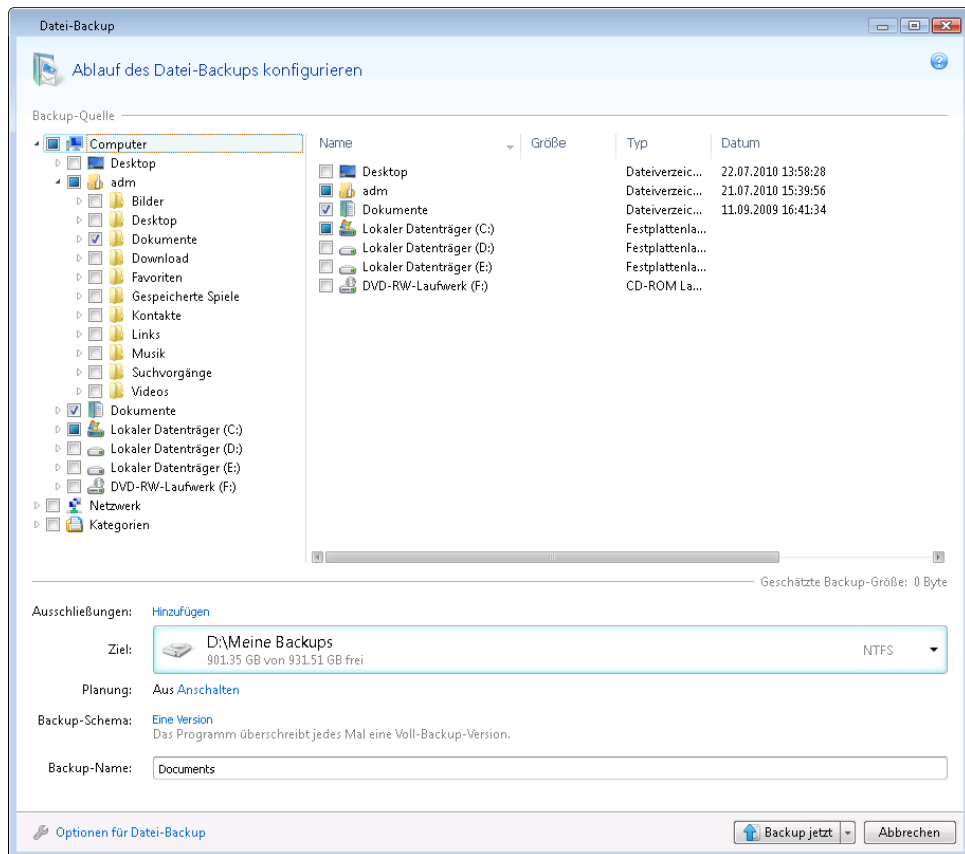 Datei-Backup
Ablauf des Datei-Backups konfigurieren
Backup-Quelle
Computer
Desktop
adm
Bilder
Desktop
Dokumente
Download
Favoriten
Gespeicherte Spiele
Kontakte
Links
Musik
Suchvorgänge
Videos
Dokumente
Lokaler Datenträger (C:)
Lokaler Datenträger (D:)
Lokaler Datenträger (E:)
DVD-RW-Laufwerk (F:)
Netzwerk
Kategorien
Name Größe Typ Datum
Desktop Dateiverzeic... 22.07.2010 13:58:28
adm Dateiverzeic... 21.07.2010 15:39:56
Dokumente Dateiverzeic... 11.09.2009 16:41:34
Lokaler Datenträger (C:) Festplattenla...
Lokaler Datenträger (D:) Festplattenla...
Lokaler Datenträger (E:) Festplattenla...
DVD-RW-Laufwerk (F:) CD-ROM La...
Geschätzte Backup-Größe: 0 Byte
Ausschließungen: Hinzufügen
Ziel: D:\Meine Backups
901.35 GB von 931.51 GB frei NTFS
Planung: Aus Anschalten
Backup-Schema: Eine Version
Das Programm überschreibt jedes Mal eine Voll-Backup-Version.
Backup-Name: Documents
Optionen für Datei-Backup Backup jetzt Abbrechen